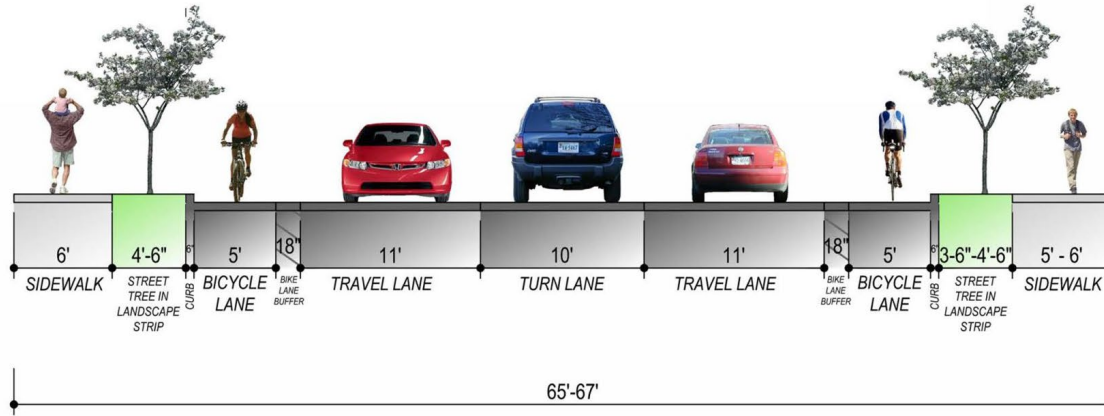 6'
4'-6"
6"
5'
18"
11'
10'
11'
18"
5'
6"
3-6"-4'-6"
5' - 6'
SIDEWALK
STREET
TREE IN
LANDSCAPE
STRIP
CURB
BICYCLE
LANE
BIKE
LANE
BUFFER
TRAVEL LANE
TURN LANE
TRAVEL LANE
BIKE
LANE
BUFFER
BICYCLE
LANE
CURB
STREET
TREE IN
LANDSCAPE
STRIP
SIDEWALK
65'-67'